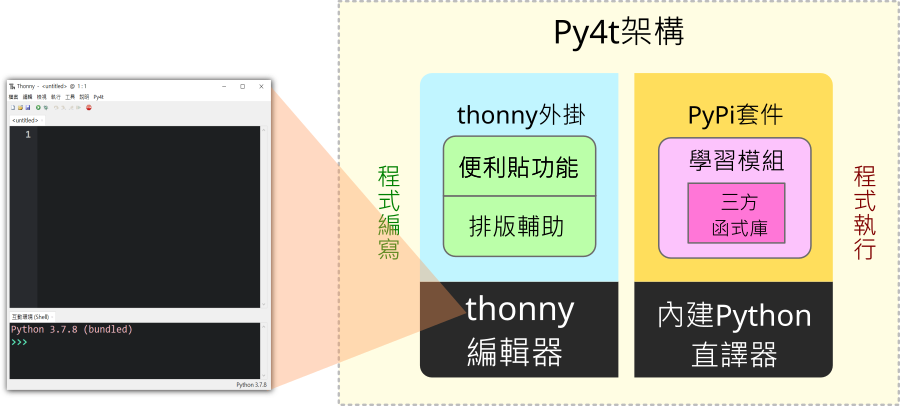 Py4t架構
Thonny - <untitled> @ 1 : 1
檔案 編輯 檢視 執行 工具 說明 Py4t
<untitled>
1
互動環境 (Shell)
Python 3.7.8 (bundled)
>>>
Python 3.7.8
程式編寫
thonny外掛
便利貼功能
排版輔助
thonny
編輯器
PyPi套件
學習模組
三方
函式庫
內建Python
直譯器
程式執行